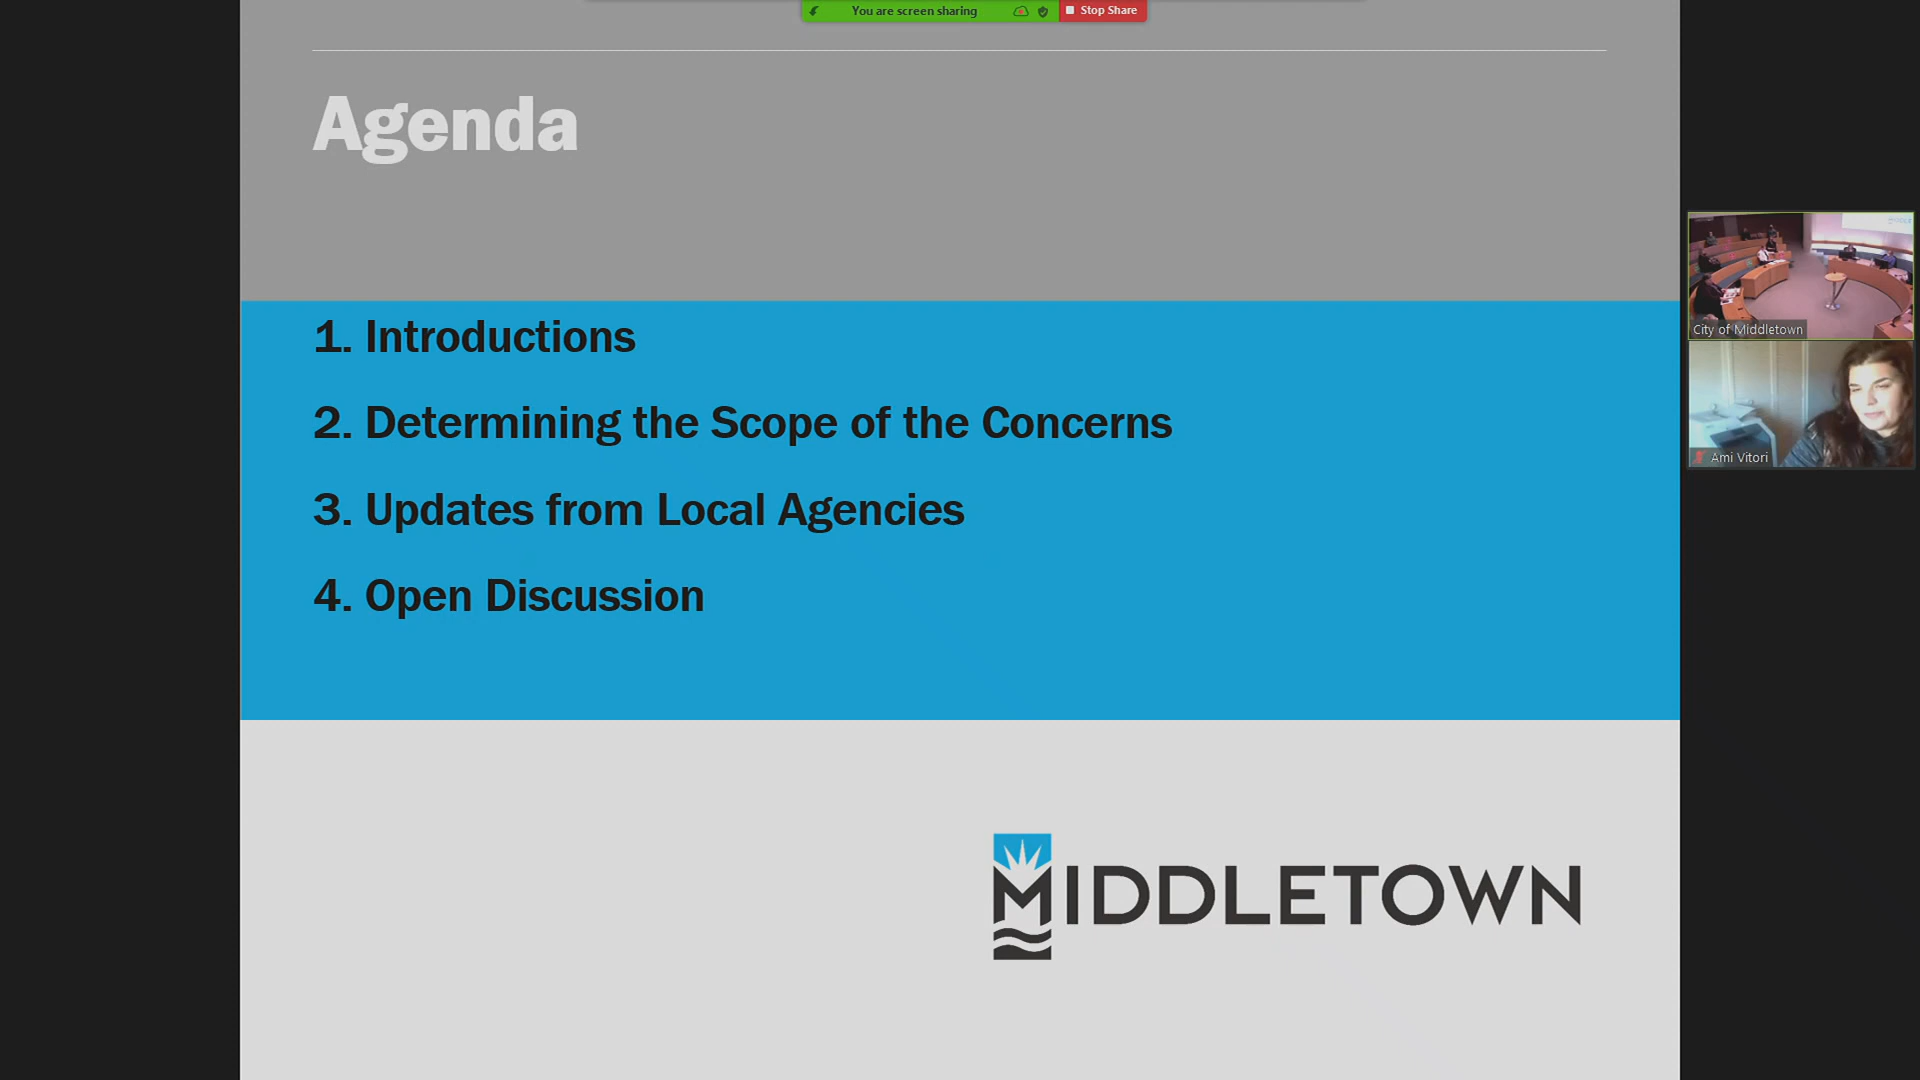 You are screen sharing
Stop Share
Agenda
1. Introductions
2. Determining the Scope of the Concerns
3. Updates from Local Agencies
4. Open Discussion
City of Middletown
Ami Vitori
MIDDLETOWN